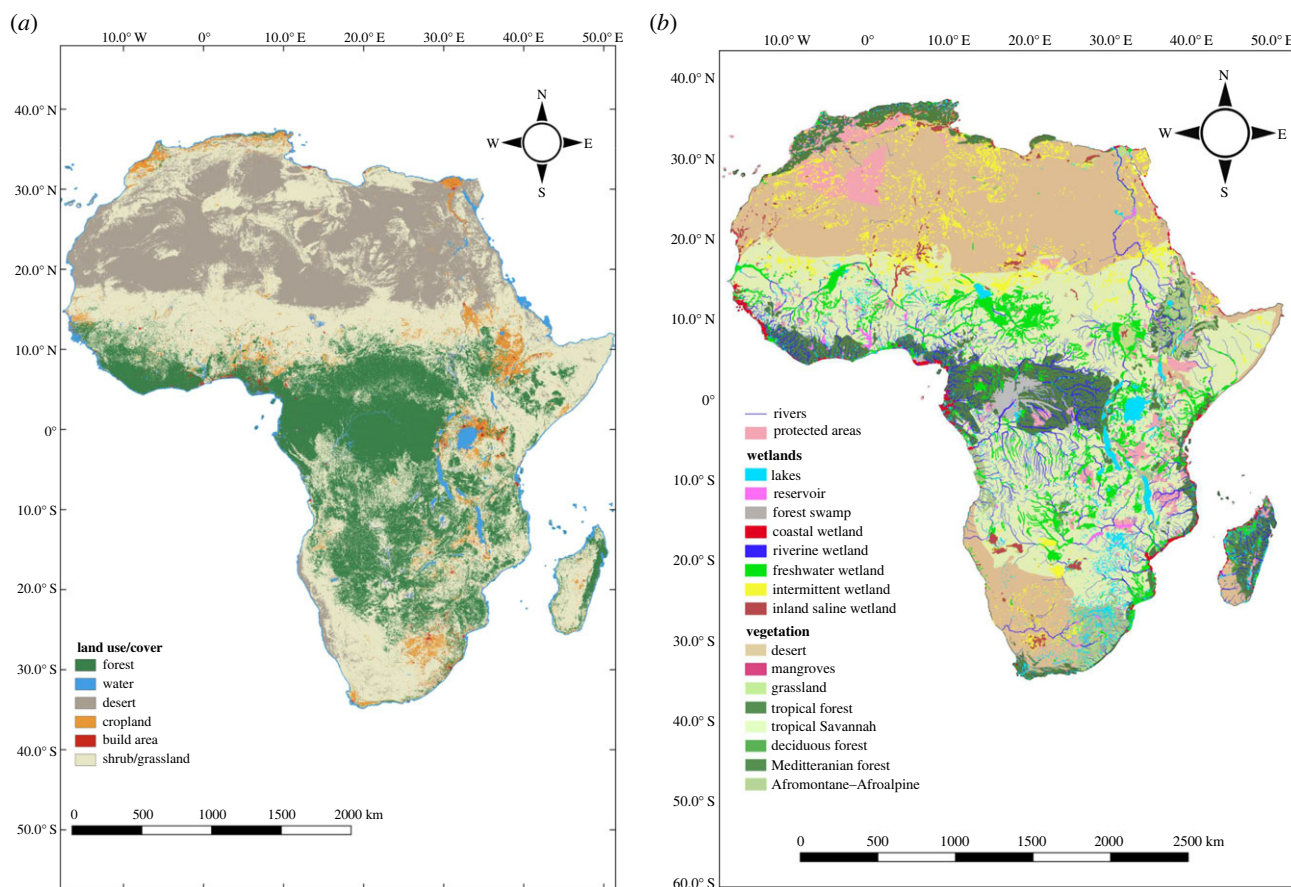 (a)
10.0° W 0° 10.0° E 20.0° E 30.0° E 40.0° E 50.0° E
40.0° N
30.0° N
20.0° N
10.0° N
0°
10.0° S
20.0° S
30.0° S
40.0° S
50.0° S
N
W E
S
land use/cover
forest
water
desert
cropland
build area
shrub/grassland
0 500 1000 1500 2000 km
(b)
10.0° W 0° 10.0° E 20.0° E 30.0° E 40.0° E 50.0° E
40.0° N
30.0° N
20.0° N
10.0° N
0°
10.0° S
20.0° S
30.0° S
40.0° S
50.0° S
60.0° S
N
W E
S
rivers
protected areas
wetlands
lakes
reservoir
forest swamp
coastal wetland
riverine wetland
freshwater wetland
intermittent wetland
inland saline wetland
vegetation
desert
mangroves
grassland
tropical forest
tropical Savannah
deciduous forest
Meditteranian forest
Afromontane–Afroalpine
0 500 1000 1500 2000 2500 km